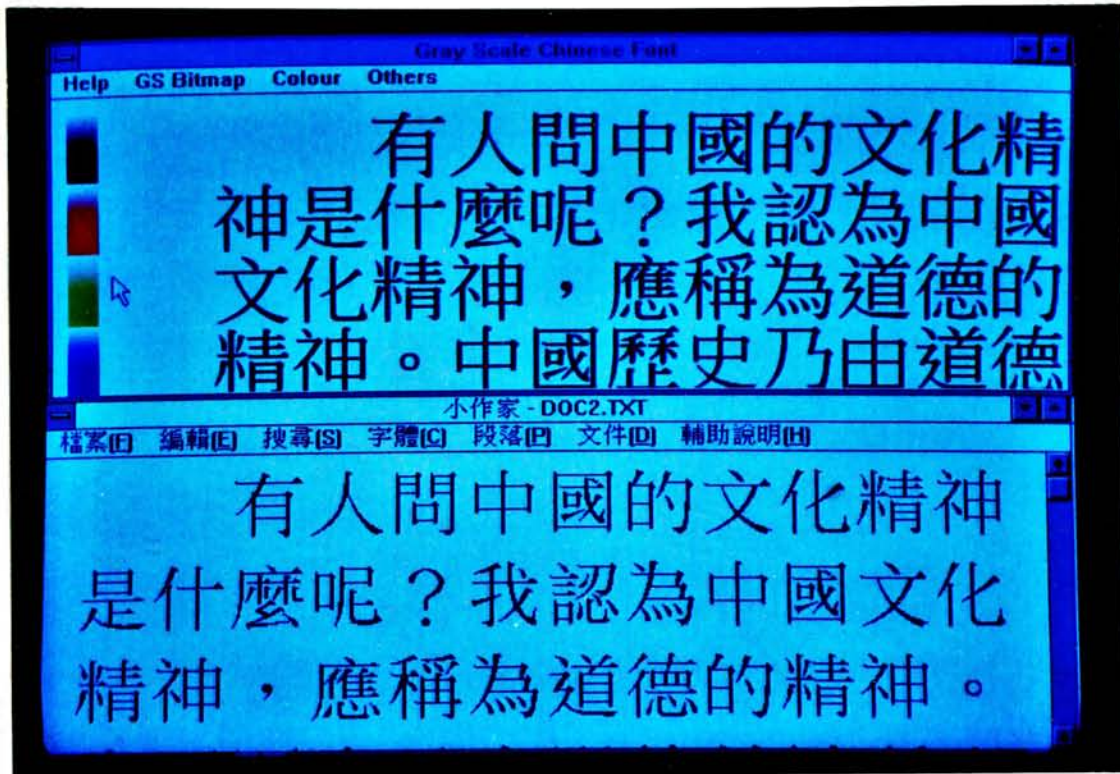 Gray Scale Chinese Font
Help GS Bitmap Colour Others
有人問中國的文化精
神是什麼呢？我認為中國
文化精神，應稱為道德的
精神。中國歷史乃由道德
小作家 - DOC2.TXT
檔案(F) 編輯(E) 搜尋(S) 字體(C) 段落(P) 文件(D) 輔助說明(H)
有人問中國的文化精神
是什麼呢？我認為中國文化
精神，應稱為道德的精神。